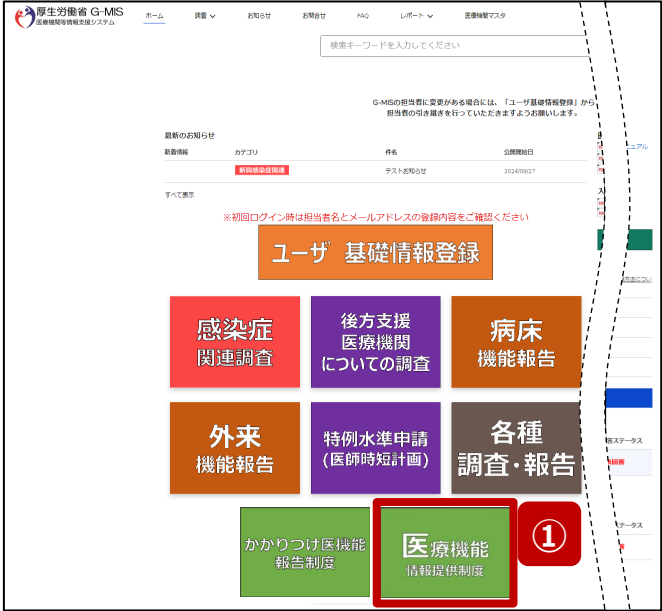 厚生労働省 G-MIS
医療機関等情報支援システム
ホーム 調査 お知らせ お問合せ FAQ レポート 医療機関マスタ
検索キーワードを入力してください
G-MISの担当者に変更がある場合には、「ユーザ基礎情報登録」から
担当者の引き継ぎを行っていただきますようお願いします。
最新のお知らせ
新着情報 カテゴリ 件名 公開開始日
新興感染症関連 テストお知らせ 2024/09/27
すべて表示
※初回ログイン時は担当者名とメールアドレスの登録内容をご確認ください
ユーザ 基礎情報登録
感染症
関連調査
後方支援
医療機関
についての調査
病床
機能報告
外来
機能報告
特例水準申請
(医師時短計画)
各種
調査・報告
かかりつけ医機能
報告制度
医療機能
情報提供制度
①
ュアル
答ステータス
回答
ステータス